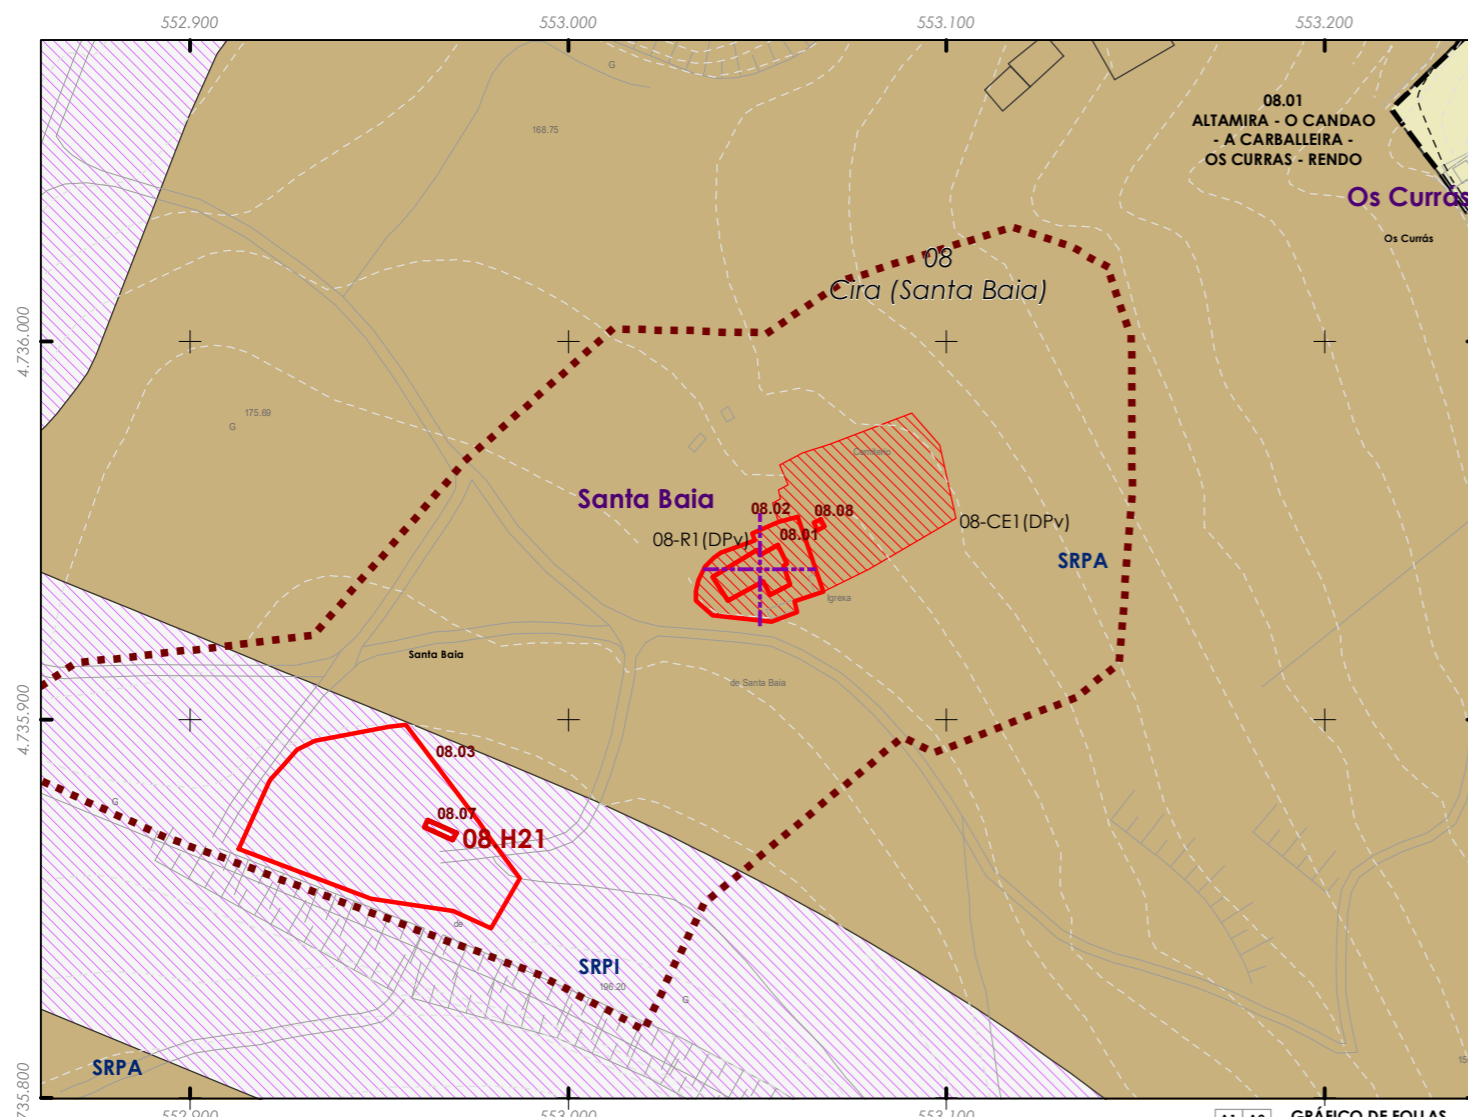 552.900
553.000
553.100
553.200
G
168.75
08.01
ALTAMIRA - O CANDAO
- A CARBALLEIRA -
OS CURRAS - RENDO
Os Currás
Os Currás
08
Cira (Santa Baia)
4.736.000
175.69
G
Cemiterio
Santa Baia
08.02
08.08
08-R1(DPv)
08.01
08-CE1(DPv)
SRPA
Igrexa
Santa Baia
de Santa Baia
4.735.900
08.03
G
08.07
08.H21
de
SRPI
196.20
G
SRPA
735.800
552.900
553.000
553.100
GRÁFICO DE FOLLAS